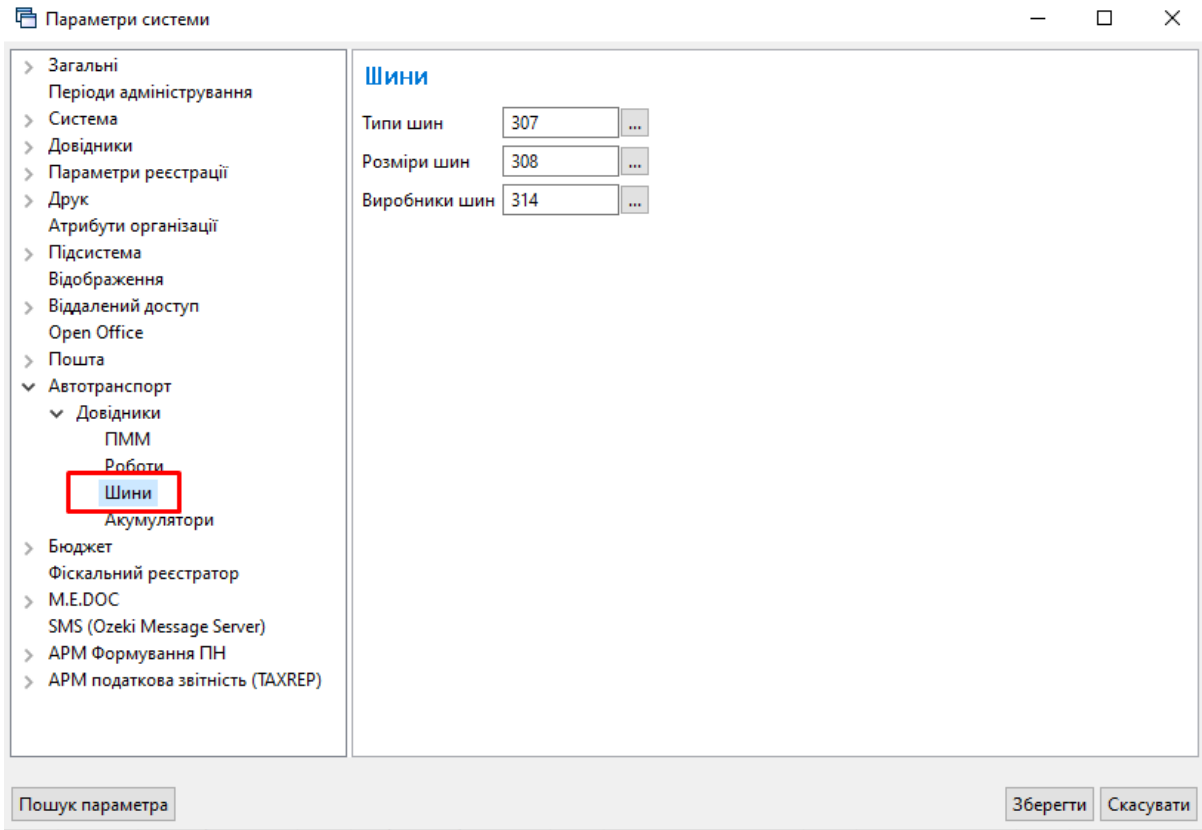 Параметри системи
Загальні
Періоди адміністрування
Система
Довідники
Параметри реєстрації
Друк
Атрибути організації
Підсистема
Відображення
Віддалений доступ
Open Office
Пошта
Автотранспорт
Довідники
ПММ
Роботи
Шини
Акумулятори
Бюджет
Фіскальний реєстратор
M.E.DOC
SMS (Ozeki Message Server)
АРМ Формування ПН
АРМ податкова звітність (TAXREP)
Шини
Типи шин 307 ...
Розміри шин 308 ...
Виробники шин 314 ...
Пошук параметра Зберегти Скасувати